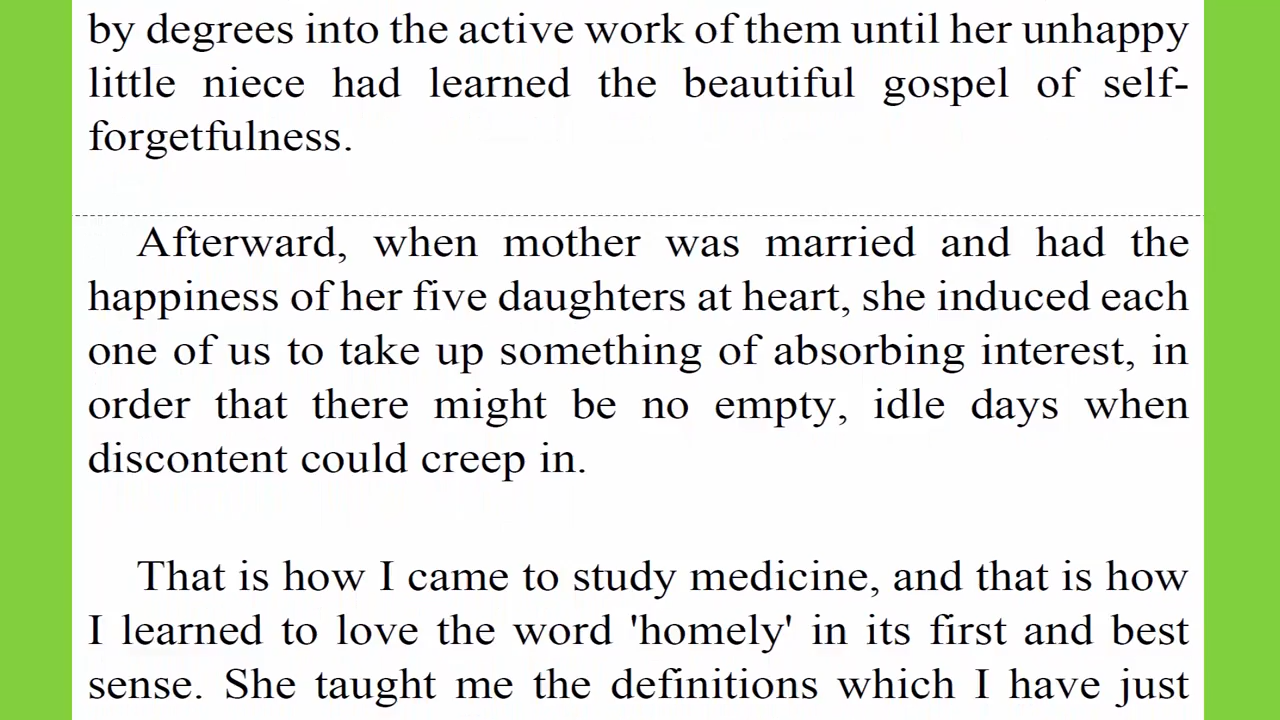 by degrees into the active work of them until her unhappy
little niece had learned the beautiful gospel of self-
forgetfulness.
Afterward, when mother was married and had the
happiness of her five daughters at heart, she induced each
one of us to take up something of absorbing interest, in
order that there might be no empty, idle days when
discontent could creep in.
That is how I came to study medicine, and that is how
I learned to love the word 'homely' in its first and best
sense. She taught me the definitions which I have just